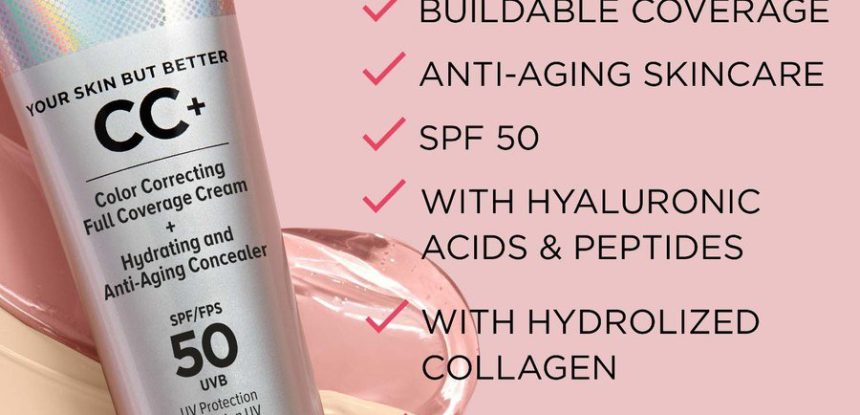 BUILDABLE COVERAGE
ANTI-AGING SKINCARE
SPF 50
WITH HYALURONIC
ACIDS & PEPTIDES
WITH HYDROLIZED
COLLAGEN
YOUR SKIN BUT BETTER
CC+
Color Correcting
Full Coverage Cream
+
Hydrating and
Anti-Aging Concealer
SPF/FPS
50
UVB
UV Protection
UV